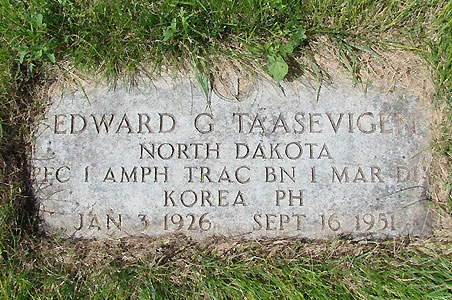 EDWARD G TAASEVIGEN
NORTH DAKOTA
PFC 1 AMPH TRAC BN 1 MAR DIV
KOREA PH
JAN 3 1926 SEPT 16 1951